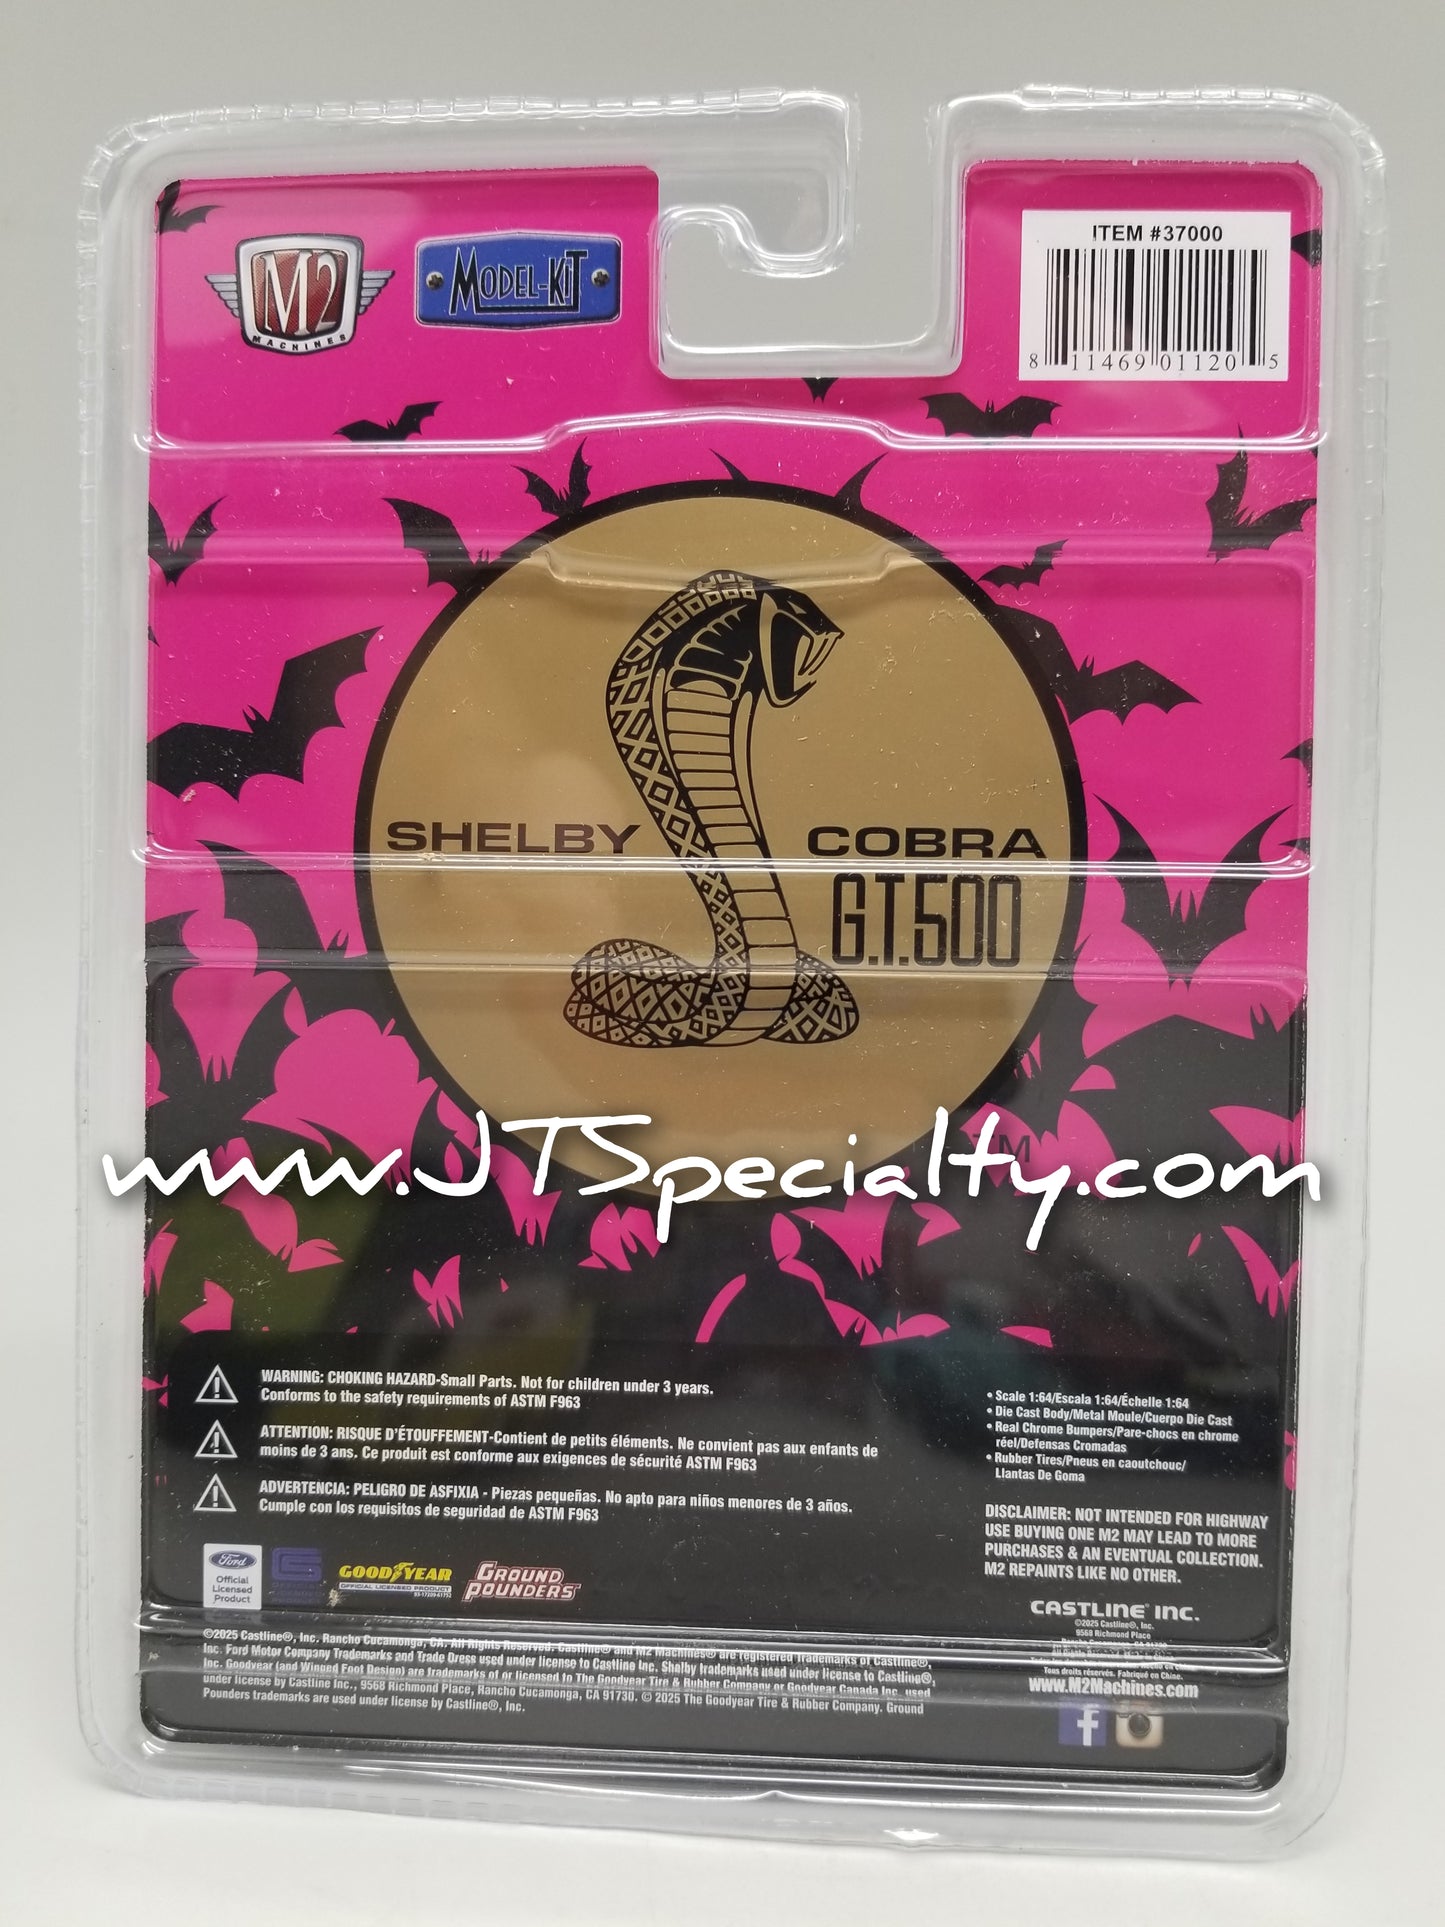 M2
MACHINES
MODEL-KIT
ITEM #37000
8 11469 01120 5
SHELBY
COBRA
G.T.500
TM
www.JTSpecialty.com
WARNING: CHOKING HAZARD-Small Parts. Not for children under 3 years.
Conforms to the safety requirements of ASTM F963
ATTENTION: RISQUE D'ÉTOUFFEMENT-Contient de petits éléments. Ne convient pas aux enfants de
moins de 3 ans. Ce produit est conforme aux exigences de sécurité ASTM F963
ADVERTENCIA: PELIGRO DE ASFIXIA - Piezas pequeñas. No apto para niños menores de 3 años.
Cumple con los requisitos de seguridad de ASTM F963
• Scale 1:64/Escala 1:64/Échelle 1:64
• Die Cast Body/Metal Moule/Cuerpo Die Cast
• Real Chrome Bumpers/Pare-chocs en chrome
réel/Defensas Cromadas
• Rubber Tires/Pneus en caoutchouc/
Llantas De Goma
DISCLAIMER: NOT INTENDED FOR HIGHWAY
USE BUYING ONE M2 MAY LEAD TO MORE
PURCHASES & AN EVENTUAL COLLECTION.
M2 REPAINTS LIKE NO OTHER.
Ford
Official
Licensed
Product
GOODYEAR
OFFICIAL LICENSED PRODUCT
GROUND
POUNDERS
CASTLINE INC.
©2025 Castline®, Inc.
9568 Richmond Place
Rancho Cucamonga, CA 91730
Tous droits réservés. Fabriqué en Chine.
www.M2Machines.com
©2025 Castline®, Inc. Rancho Cucamonga, CA. All Rights Reserved. Castline® and M2 Machines® are registered trademarks of Castline®,
Inc. Ford Motor Company Trademarks and Trade Dress used under license to Castline Inc. Shelby trademarks used under license to Castline®,
Inc. Goodyear (and Winged Foot Design) are trademarks of or licensed to The Goodyear Tire & Rubber Company or Goodyear Canada Inc. used
under license by Castline Inc., 9568 Richmond Place, Rancho Cucamonga, CA 91730. © 2025 The Goodyear Tire & Rubber Company. Ground
Pounders trademarks are used under license by Castline®, Inc.